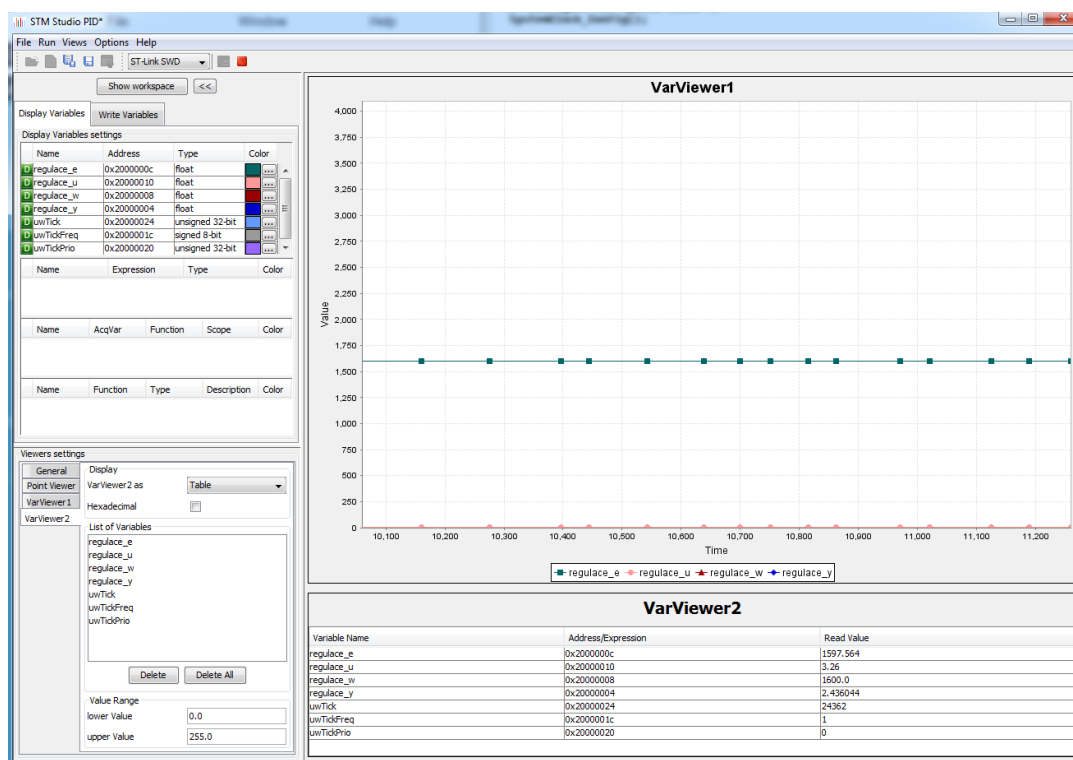 STM Studio PID*
Window Help SystemClock_Config();
File Run Views Options Help
ST-Link SWD
Show workspace <<
Display Variables Write Variables
Display Variables settings
Name Address Type Color
D regulace_e 0x2000000c float ...
D regulace_u 0x20000010 float ...
D regulace_w 0x20000008 float ...
D regulace_y 0x20000004 float ...
D uwTick 0x20000024 unsigned 32-bit ...
D uwTickFreq 0x2000001c signed 8-bit ...
D uwTickPrio 0x20000020 unsigned 32-bit ...
Name Expression Type Color
Name AcqVar Function Scope Color
Name Function Type Description Color
Viewers settings
General
Point Viewer
VarViewer1
VarViewer2
Display
VarViewer2 as Table
Hexadecimal
List of Variables
regulace_e
regulace_u
regulace_w
regulace_y
uwTick
uwTickFreq
uwTickPrio
Delete Delete All
Value Range
lower Value 0.0
upper Value 255.0
VarViewer1
4,000
3,750
3,500
3,250
3,000
2,750
2,500
2,250
2,000
1,750
1,500
1,250
1,000
750
500
250
0
Value
10,100 10,200 10,300 10,400 10,500 10,600 10,700 10,800 10,900 11,000 11,100 11,200
Time
regulace_e regulace_u regulace_w regulace_y
VarViewer2
Variable Name Address/Expression Read Value
regulace_e 0x2000000c 1597.564
regulace_u 0x20000010 3.26
regulace_w 0x20000008 1600.0
regulace_y 0x20000004 2.436044
uwTick 0x20000024 24362
uwTickFreq 0x2000001c 1
uwTickPrio 0x20000020 0